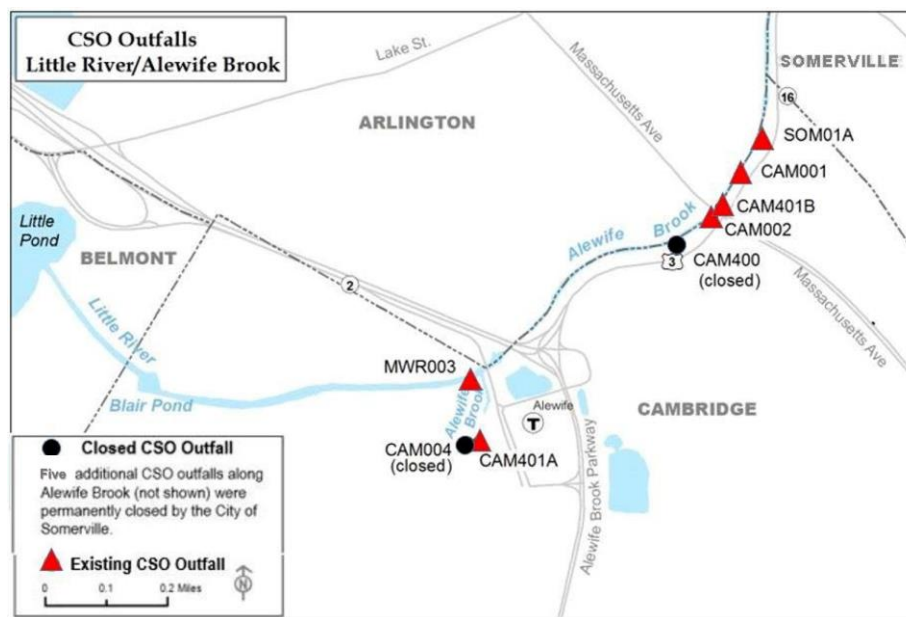 CSO Outfalls
Little River/Alewife Brook
Lake St.
Massachusetts Ave
SOMERVILLE
16
ARLINGTON
SOM01A
CAM001
CAM401B
CAM002
Alewife Brook
CAM400
(closed)
3
Little
Pond
BELMONT
2
Massachusetts Ave
Little River
MWR003
Blair Pond
Alewife
Brook
Alewife
T
CAMBRIDGE
CAM004
(closed)
CAM401A
Alewife Brook Parkway
Closed CSO Outfall
Five additional CSO outfalls along
Alewife Brook (not shown) were
permanently closed by the City of
Somerville.
Existing CSO Outfall
N
0 0.1 0.2 Miles